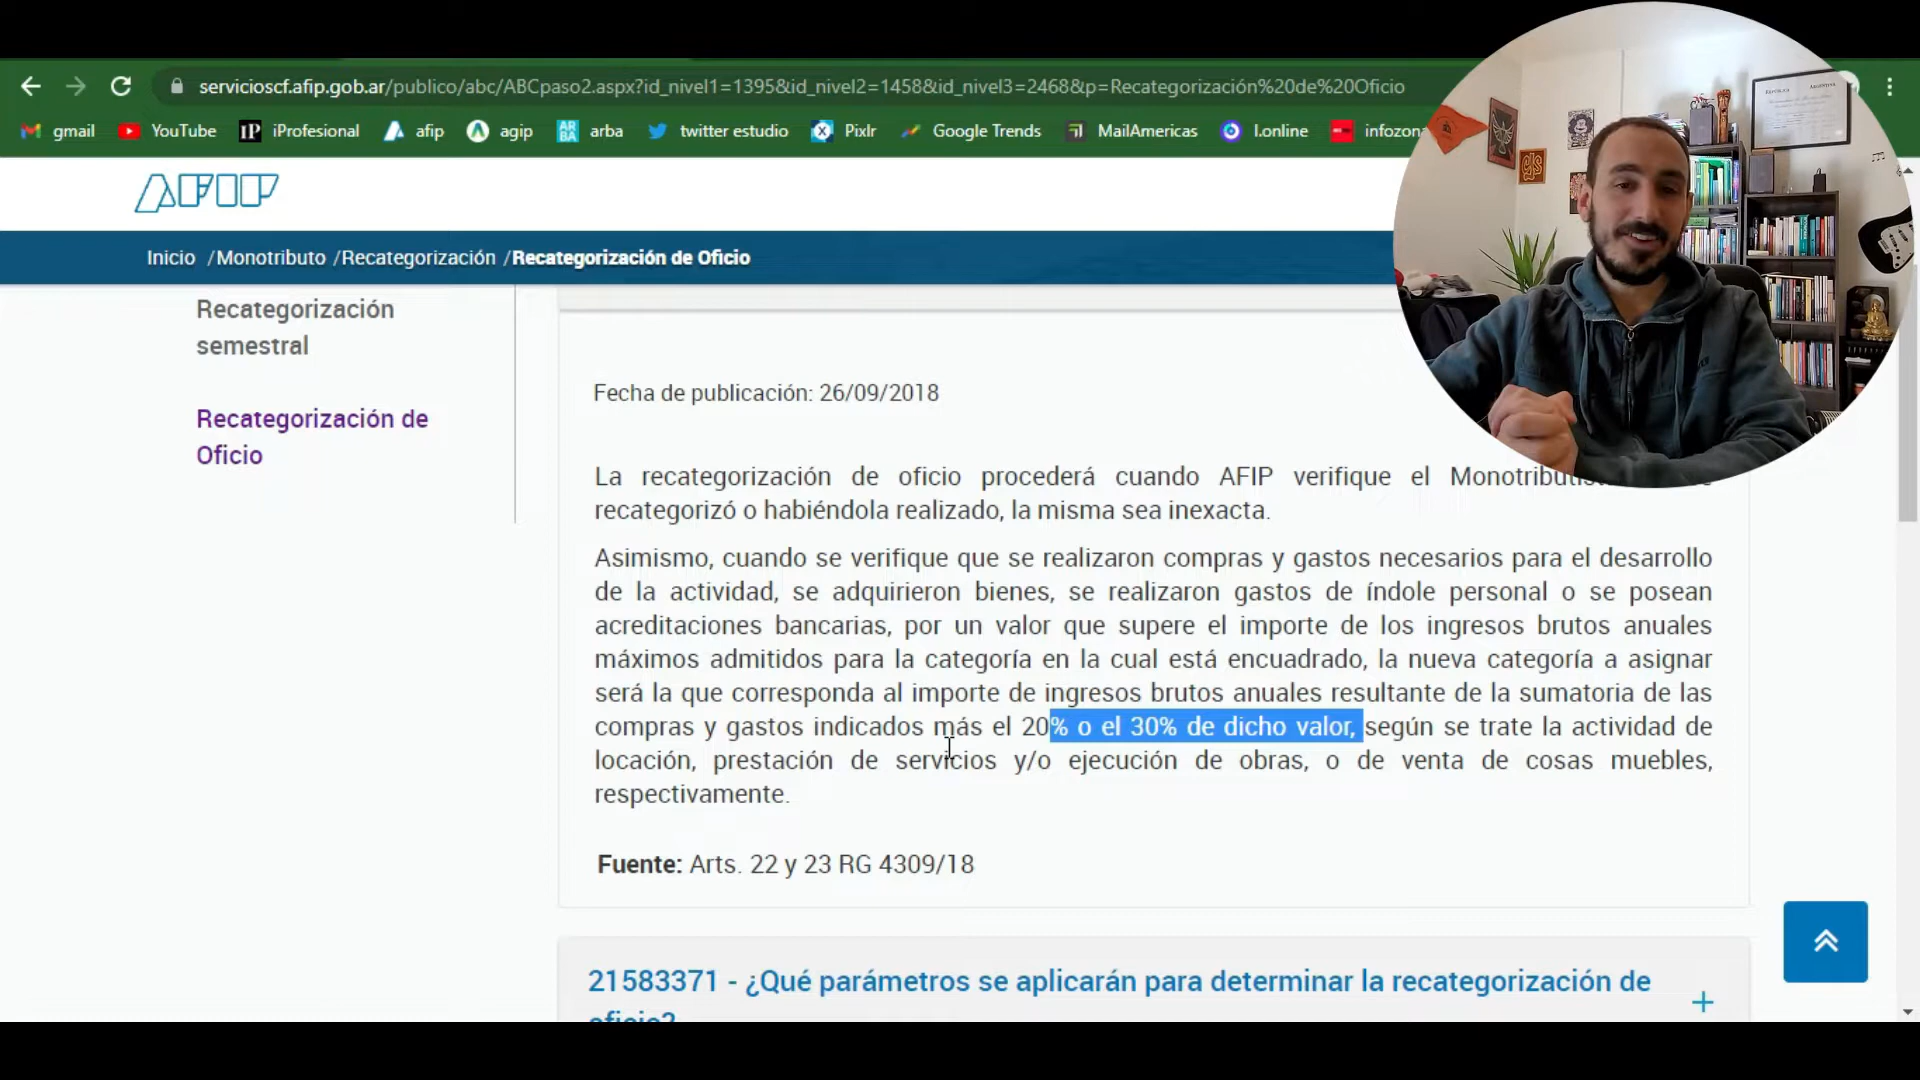 servicioscf.afip.gob.ar/publico/abc/ABCpaso2.aspx?id_nivel1=1395&id_nivel2=1458&id_nivel3=2468&p=Recategorización%20de%20Oficio
gmail YouTube iProfesional afip agip arba twitter estudio Pixlr Google Trends MailAmericas I.online infozona
AFIP
Inicio /Monotributo /Recategorización /Recategorización de Oficio
Recategorización
semestral
Recategorización de
Oficio
Fecha de publicación: 26/09/2018
La recategorización de oficio procederá cuando AFIP verifique el
recategorizó o habiéndola realizado, la misma sea inexacta.
Asimismo, cuando se verifique que se realizaron compras y gastos necesarios para el desarrollo
de la actividad, se adquirieron bienes, se realizaron gastos de índole personal o se posean
acreditaciones bancarias, por un valor que supere el importe de los ingresos brutos anuales
máximos admitidos para la categoría en la cual está encuadrado, la nueva categoría a asignar
será la que corresponda al importe de ingresos brutos anuales resultante de la sumatoria de las
compras y gastos indicados más el 20% o el 30% de dicho valor, según se trate la actividad de
locación, prestación de servicios y/o ejecución de obras, o de venta de cosas muebles,
respectivamente.
Fuente: Arts. 22 y 23 RG 4309/18
21583371 - ¿Qué parámetros se aplicarán para determinar la recategorización de
oficio?